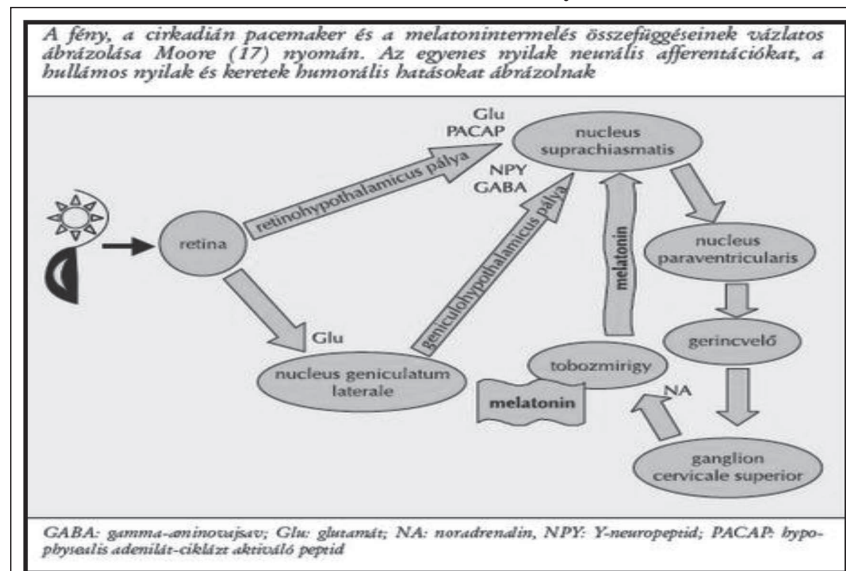 A fény, a cirkadián pacemaker és a melatonintermelés összefüggéseinek vázlatos
ábrázolása Moore (17) nyomán. Az egyenes nyilak neurális afferentációkat, a
hullámos nyilak és keretek humorális hatásokat ábrázolnak
Glu
PACAP
nucleus
suprachiasmatis
retinohypothalamicus pálya
NPY
GABA
retina
geniculohypothalamicus pálya
melatonin
nucleus
paraventricularis
Glu
gerincvelő
nucleus geniculatum
laterale
tobozmirigy
melatonin
NA
ganglion
cervicale superior
GABA: gamma-aminovajsav; Glu: glutamát; NA: noradrenalin, NPY: Y-neuropeptid; PACAP: hypo-
physealis adenilát-ciklázt aktiváló peptid